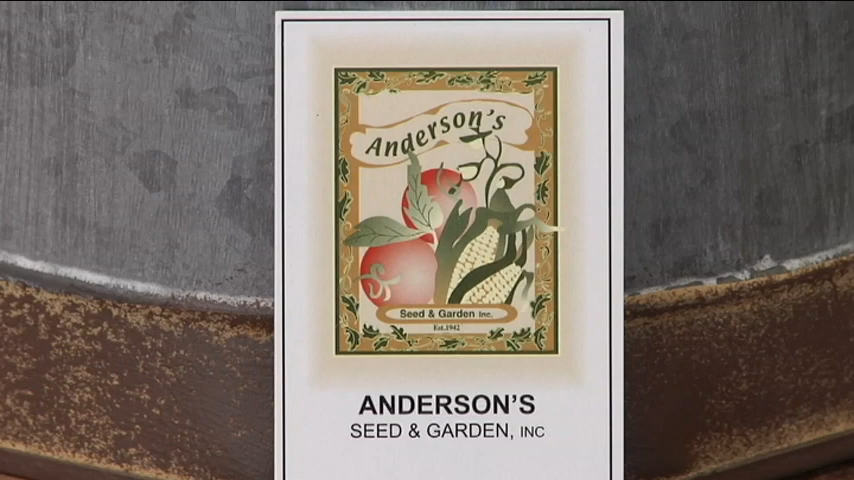 Anderson's
Seed & Garden Inc.
Est.1942
ANDERSON'S
SEED & GARDEN, INC